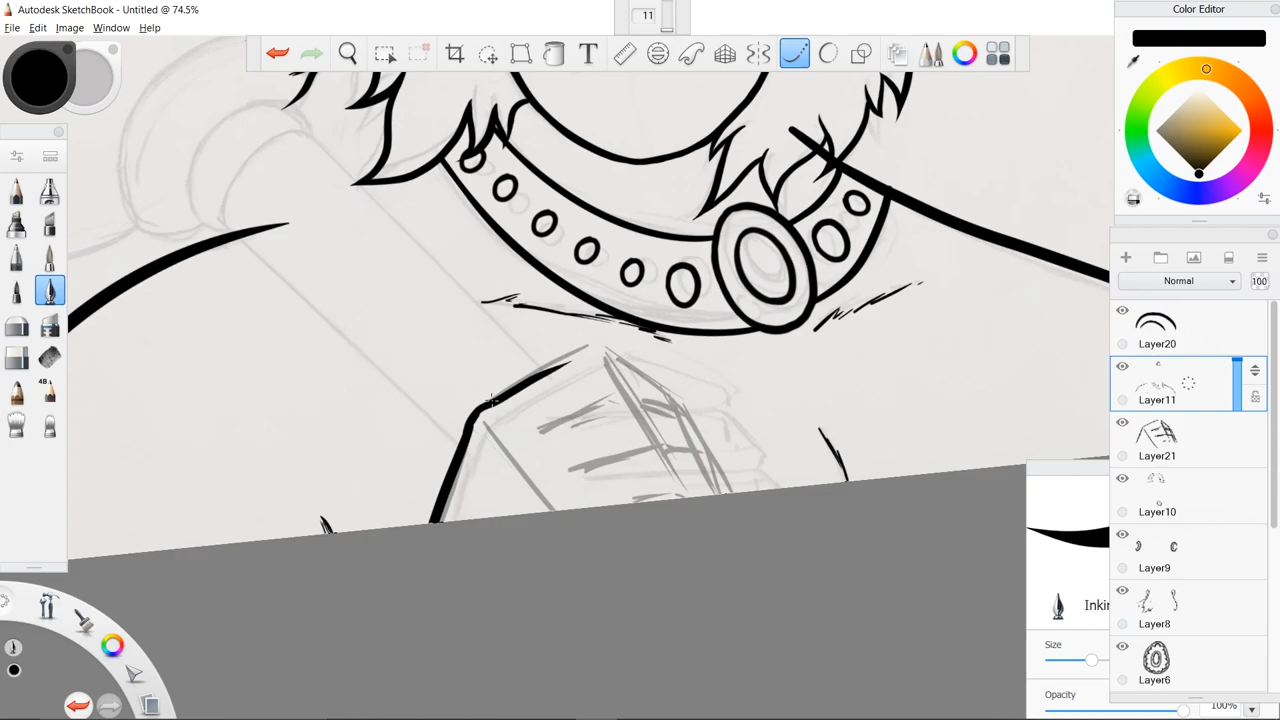 Autodesk SketchBook - Untitled @ 74.5%
File Edit Image Window Help
11
T
Color Editor
Normal
100
Layer20
Layer11
Layer21
Layer10
Layer9
Layer8
Layer6
4B
Inkin
Size
Opacity
100%